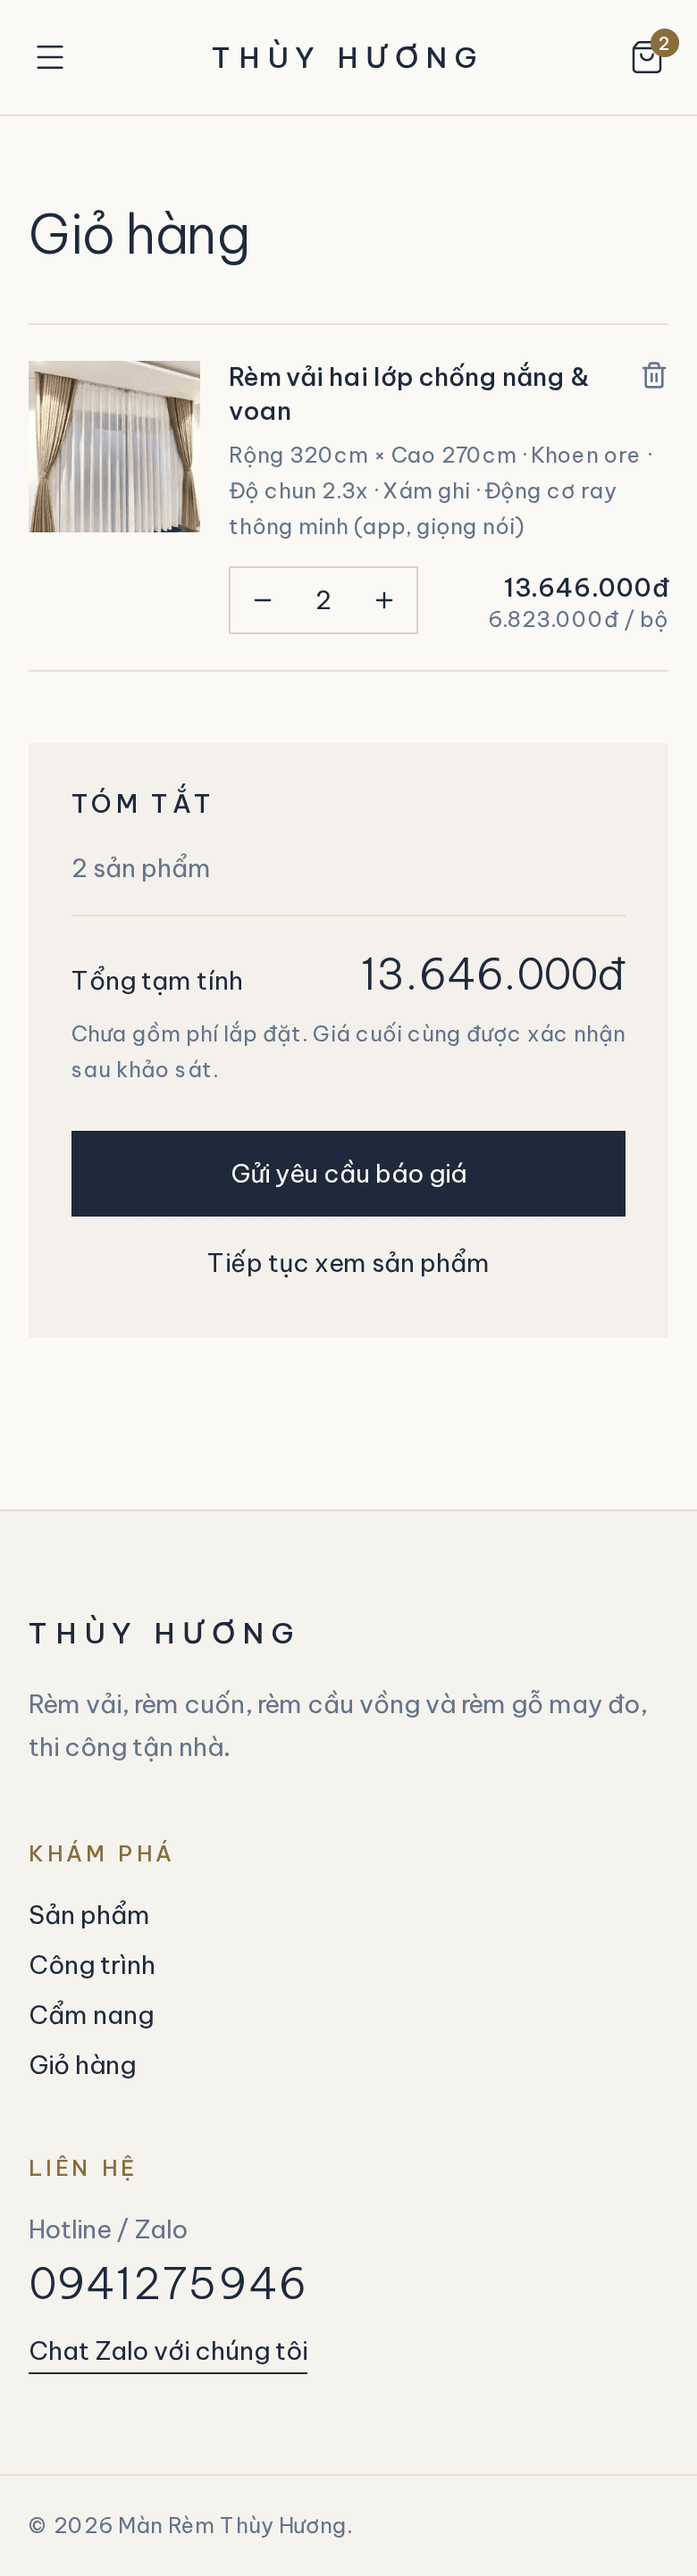 THÙY HƯƠNG
2
Giỏ hàng
Rèm vải hai lớp chống nắng &
voan
Rộng 320cm × Cao 270cm · Khoen ore ·
Độ chun 2.3x · Xám ghi · Động cơ ray
thông minh (app, giọng nói)
2
13.646.000đ
6.823.000đ / bộ
TÓM TẮT
2 sản phẩm
Tổng tạm tính
13.646.000đ
Chưa gồm phí lắp đặt. Giá cuối cùng được xác nhận
sau khảo sát.
Gửi yêu cầu báo giá
Tiếp tục xem sản phẩm
THÙY HƯƠNG
Rèm vải, rèm cuốn, rèm cầu vồng và rèm gỗ may đo,
thi công tận nhà.
KHÁM PHÁ
Sản phẩm
Công trình
Cẩm nang
Giỏ hàng
LIÊN HỆ
Hotline / Zalo
0941275946
Chat Zalo với chúng tôi
© 2026 Màn Rèm Thùy Hương.